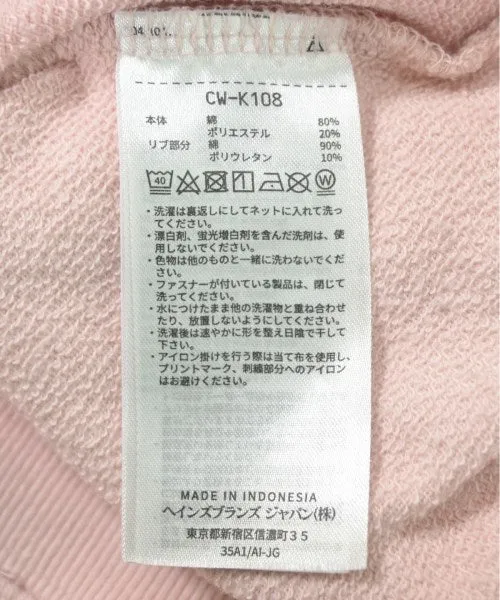 CW-K108
本体 綿 80%
ポリエステル 20%
リブ部分 綿 90%
ポリウレタン 10%
40 W
・洗濯は裏返しにしてネットに入れて洗っ
てください。
・漂白剤、蛍光増白剤を含んだ洗剤は、使
用しないでください。
・色物は他のものと一緒に洗わないでくだ
さい。
・ファスナーが付いている製品は、閉じて
洗ってください。
・水につけたまま他の洗濯物と重ね合わせ
たり、放置しないようにしてください。
・洗濯後は速やかに形を整え日陰で干して
下さい。
・アイロン掛けを行う際は当て布を使用し、
プリントマーク、刺繍部分へのアイロン
はお避けください。
MADE IN INDONESIA
ヘインズブランズ ジャパン(株)
東京都新宿区信濃町35
35A1/AI-JG